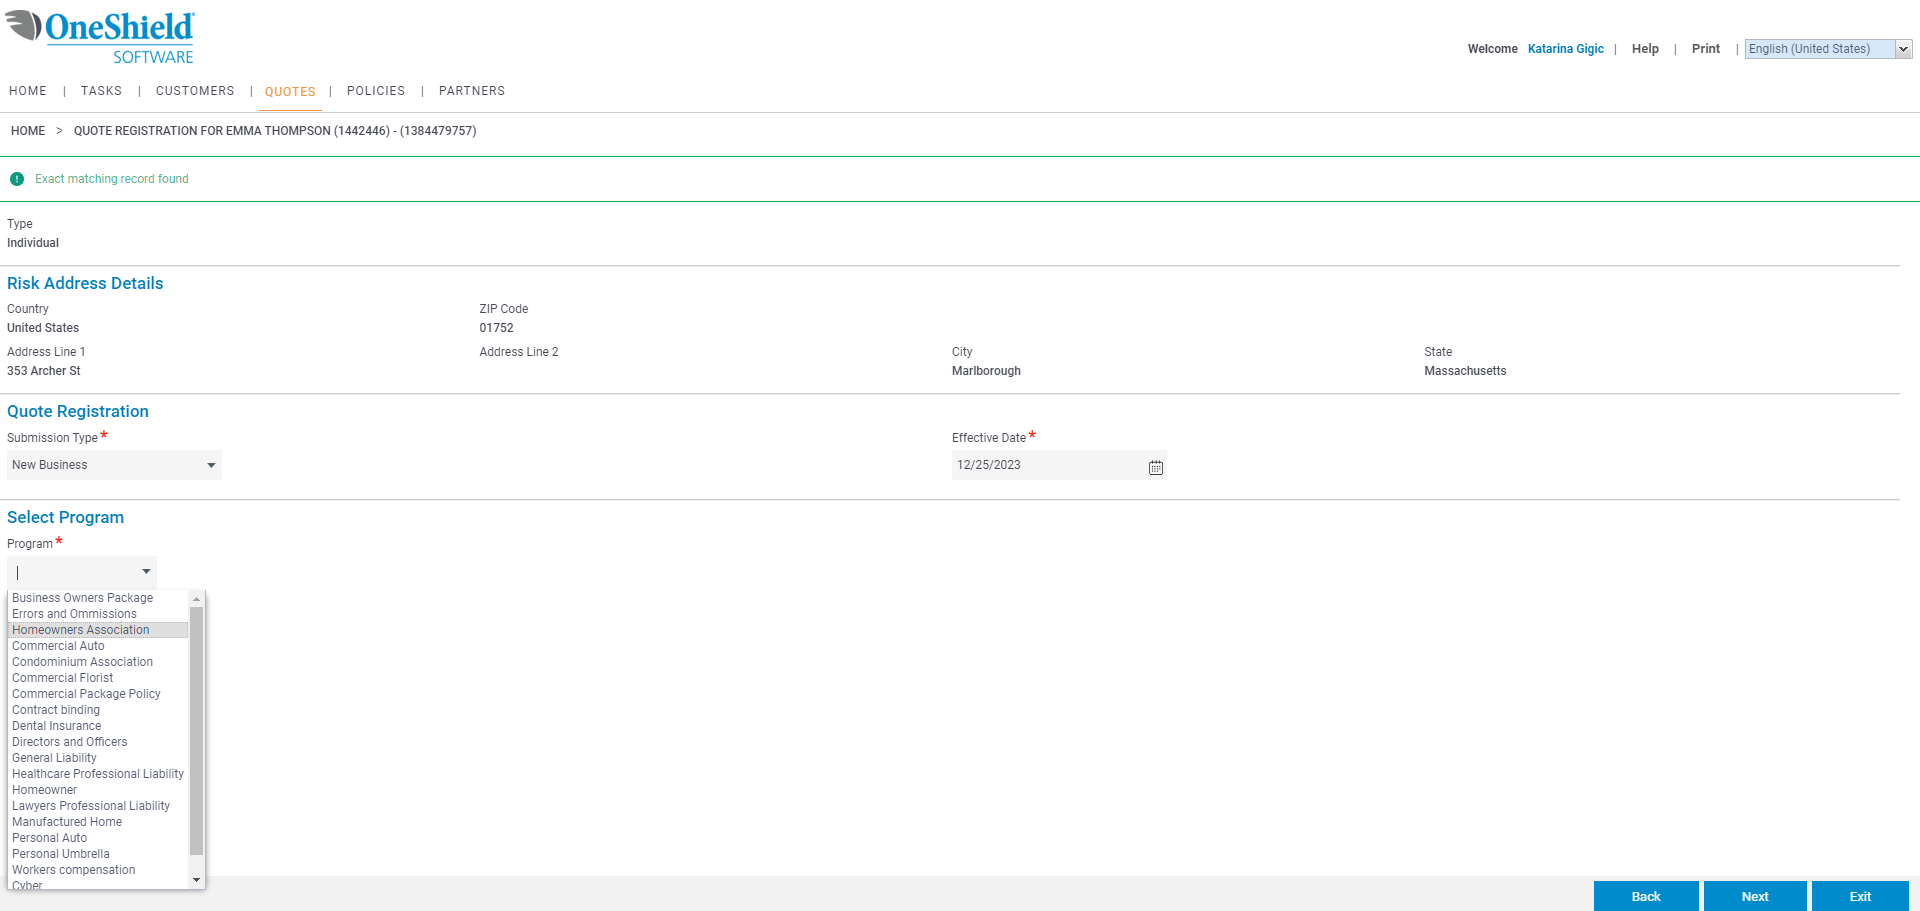 OneShield
SOFTWARE
Welcome Katarina Gigic | Help | Print | English (United States)
HOME | TASKS | CUSTOMERS | QUOTES | POLICIES | PARTNERS
HOME > QUOTE REGISTRATION FOR EMMA THOMPSON (1442446) - (1384479757)
Exact matching record found
Type
Individual
Risk Address Details
Country ZIP Code
United States 01752
Address Line 1 Address Line 2 City State
353 Archer St Marlborough Massachusetts
Quote Registration
Submission Type * Effective Date *
New Business 12/25/2023
Select Program
Program *
Business Owners Package
Errors and Ommissions
Homeowners Association
Commercial Auto
Condominium Association
Commercial Florist
Commercial Package Policy
Contract binding
Dental Insurance
Directors and Officers
General Liability
Healthcare Professional Liability
Homeowner
Lawyers Professional Liability
Manufactured Home
Personal Auto
Personal Umbrella
Workers compensation
Cyber
Back Next Exit